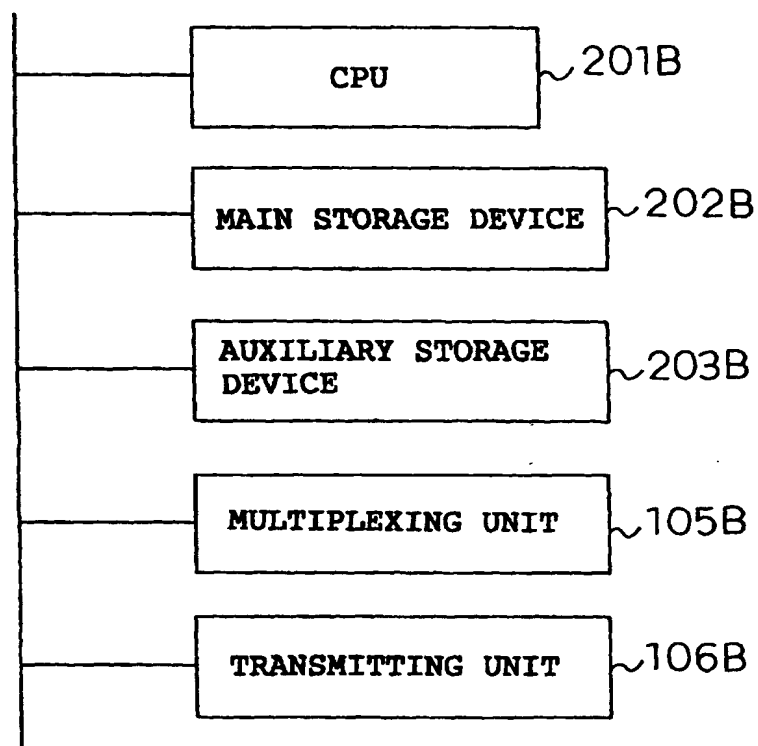 CPU 201B
MAIN STORAGE DEVICE 202B
AUXILIARY STORAGE
DEVICE 203B
MULTIPLEXING UNIT 105B
TRANSMITTING UNIT 106B